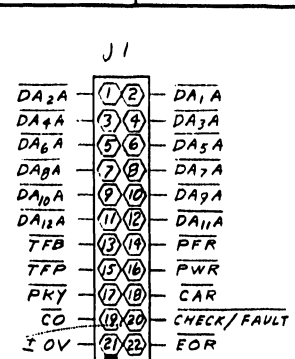 J1
DA2A 1 2 DA1A
DA4A 3 4 DA3A
DA6A 5 6 DA5A
DA8A 7 8 DA7A
DA10A 9 10 DA9A
DA12A 11 12 DA11A
TFB 13 14 PFR
TFP 15 16 PWR
PKY 17 18 CAR
CO 19 20 CHECK/FAULT
± OV 21 22 EOR